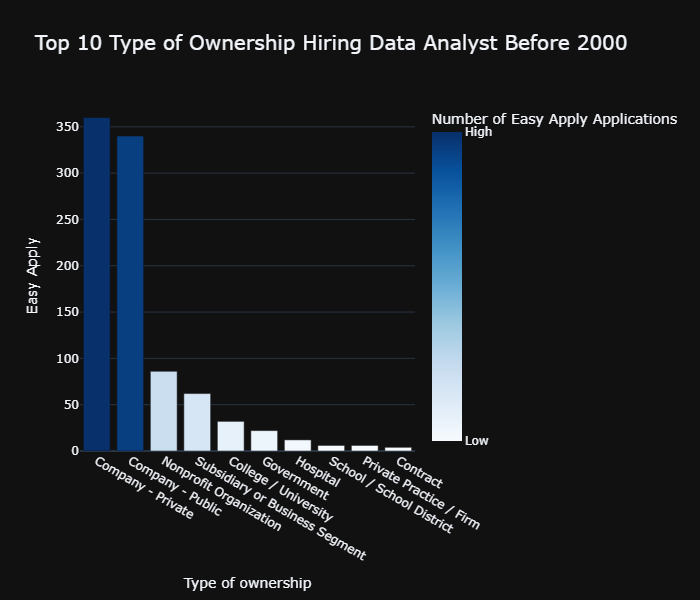 Top 10 Type of Ownership Hiring Data Analyst Before 2000
Number of Easy Apply Applications
High
Low
Easy Apply
350
300
250
200
150
100
50
0
Company - Private
Company - Public
Nonprofit Organization
Subsidiary or Business Segment
College / University
Government
Hospital
School / School District
Private Practice / Firm
Contract
Type of ownership